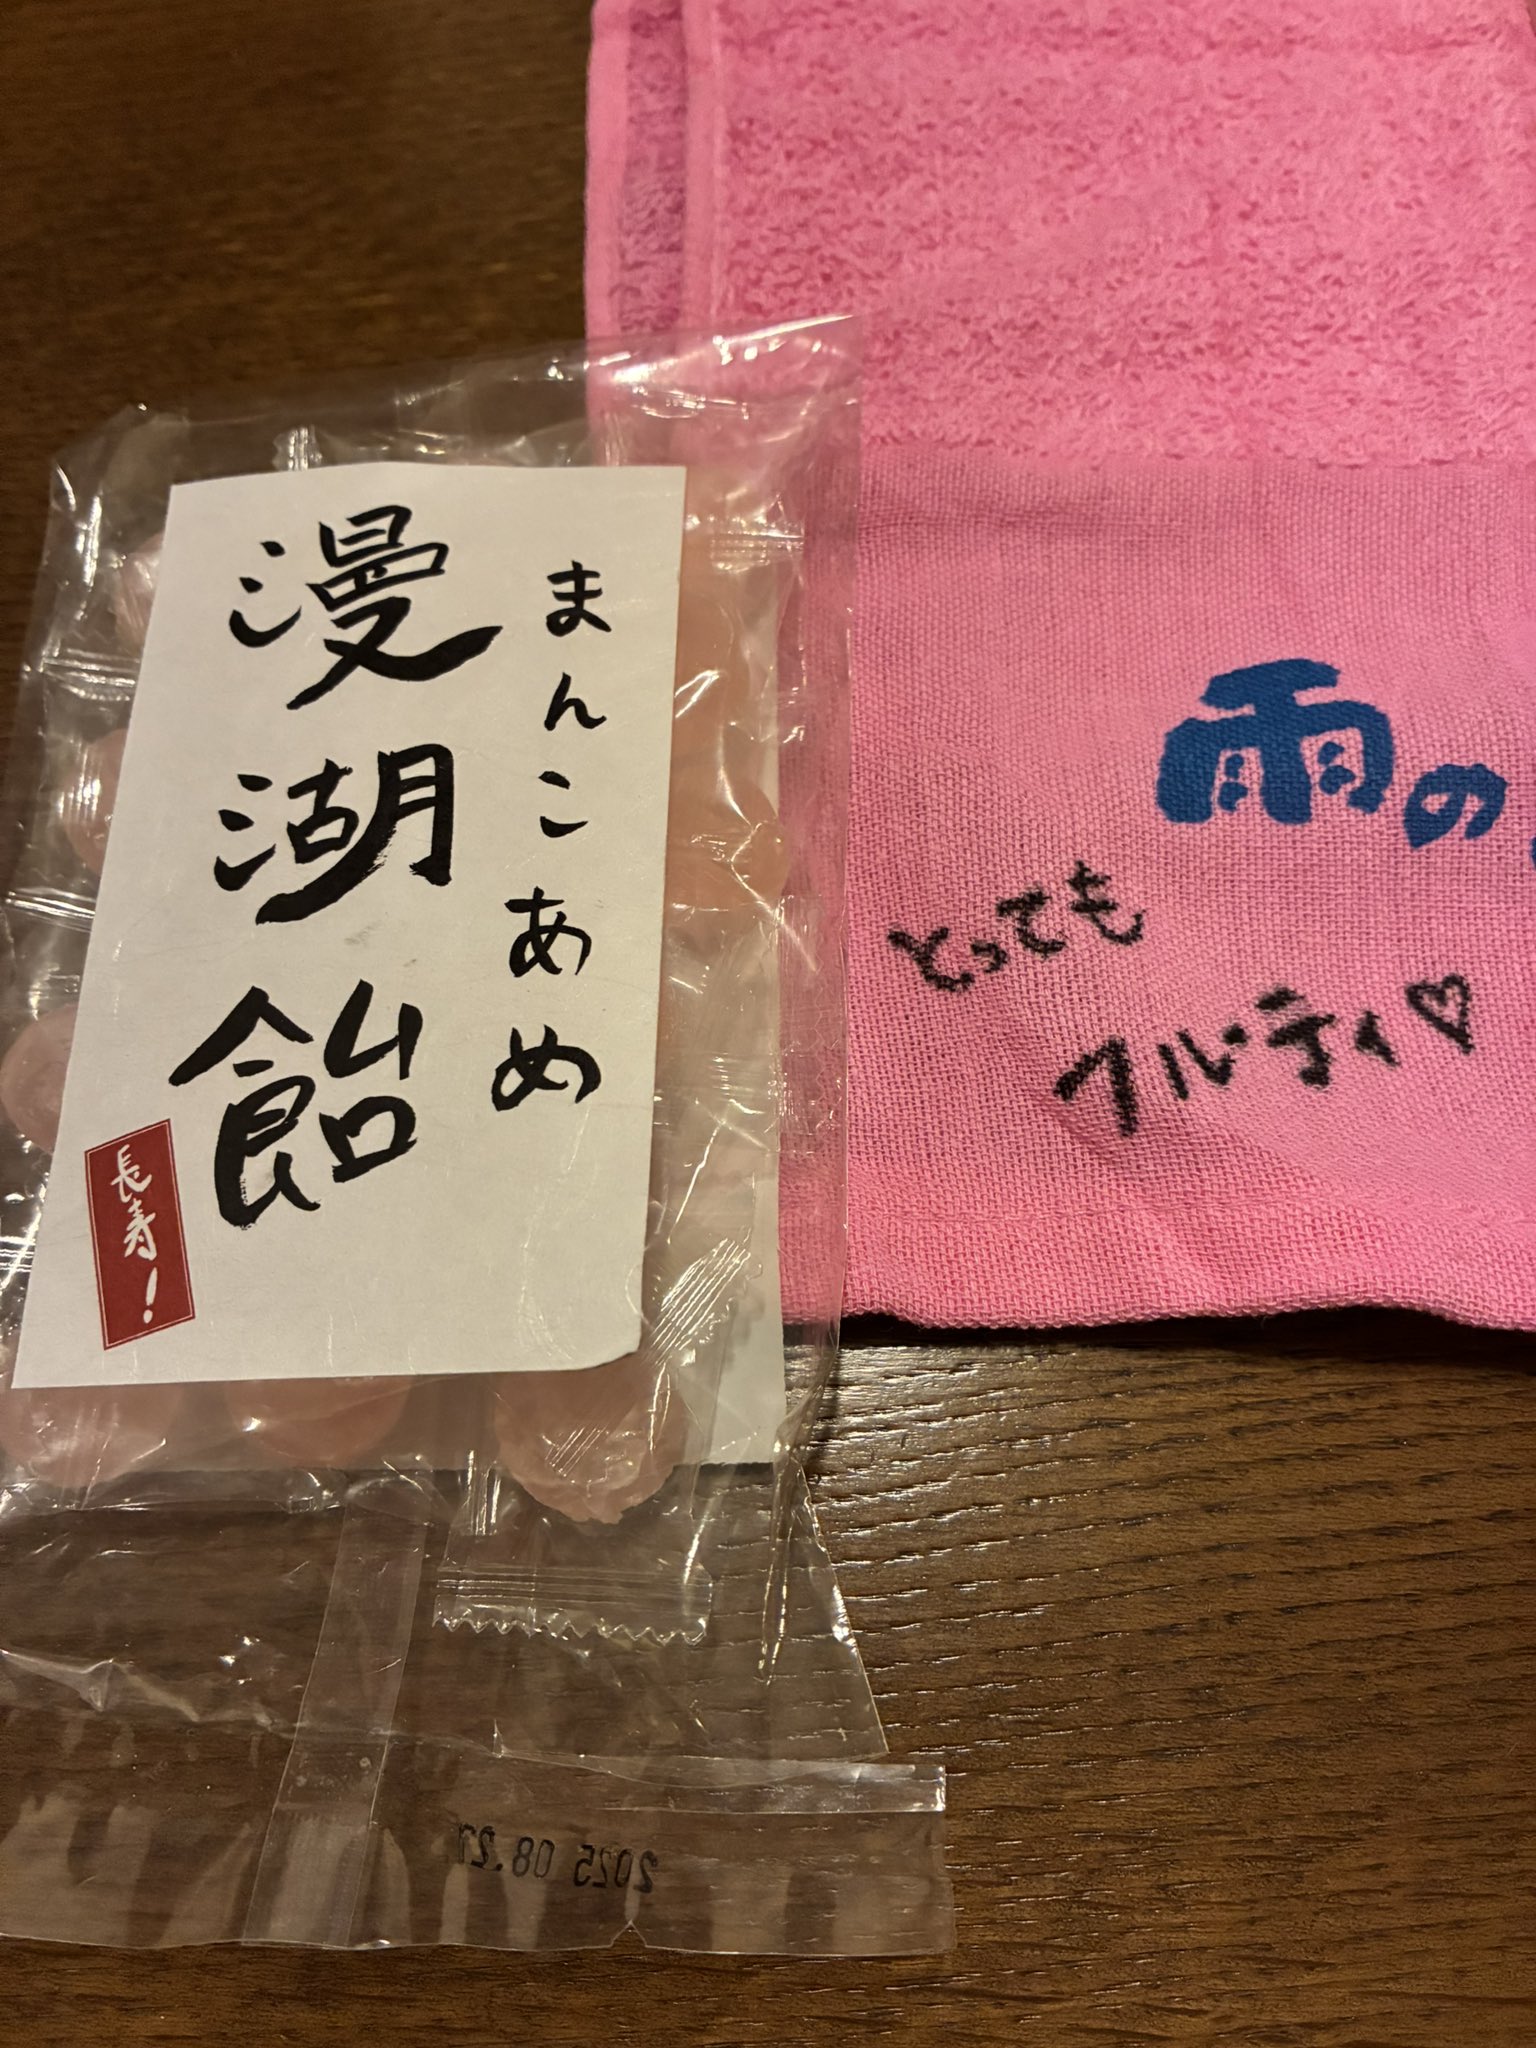 まんこあめ
漫湖飴
長寿！
雨の
とっても
フルーティ♡
2025 08.27